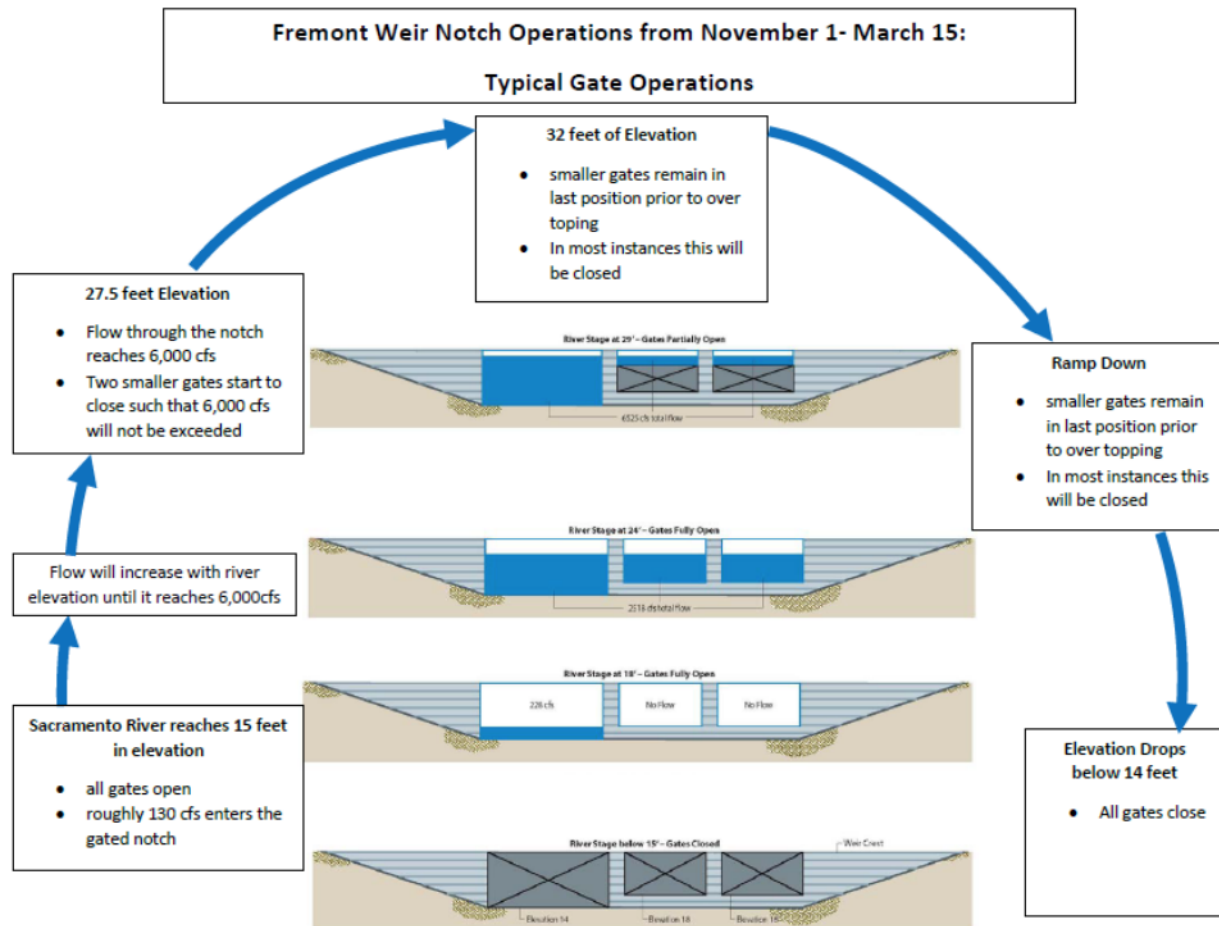 Fremont Weir Notch Operations from November 1- March 15:
Typical Gate Operations
32 feet of Elevation
• smaller gates remain in
last position prior to over
toping
• In most instances this will
be closed
27.5 feet Elevation
• Flow through the notch
reaches 6,000 cfs
• Two smaller gates start to
close such that 6,000 cfs
will not be exceeded
River Stage at 29' – Gates Partially Open
cfs total flow
Ramp Down
• smaller gates remain
in last position prior
to over topping
• In most instances this
will be closed
Flow will increase with river
elevation until it reaches 6,000cfs
River Stage at 24' – Gates Fully Open
cfs total flow
River Stage at 18' – Gates Fully Open
cfs
No Flow
No Flow
Sacramento River reaches 15 feet
in elevation
• all gates open
• roughly 130 cfs enters the
gated notch
Elevation Drops
below 14 feet
• All gates close
River Stage below 15' – Gates Closed
Weir Crest
Elevation 14
Elevation 18
Elevation